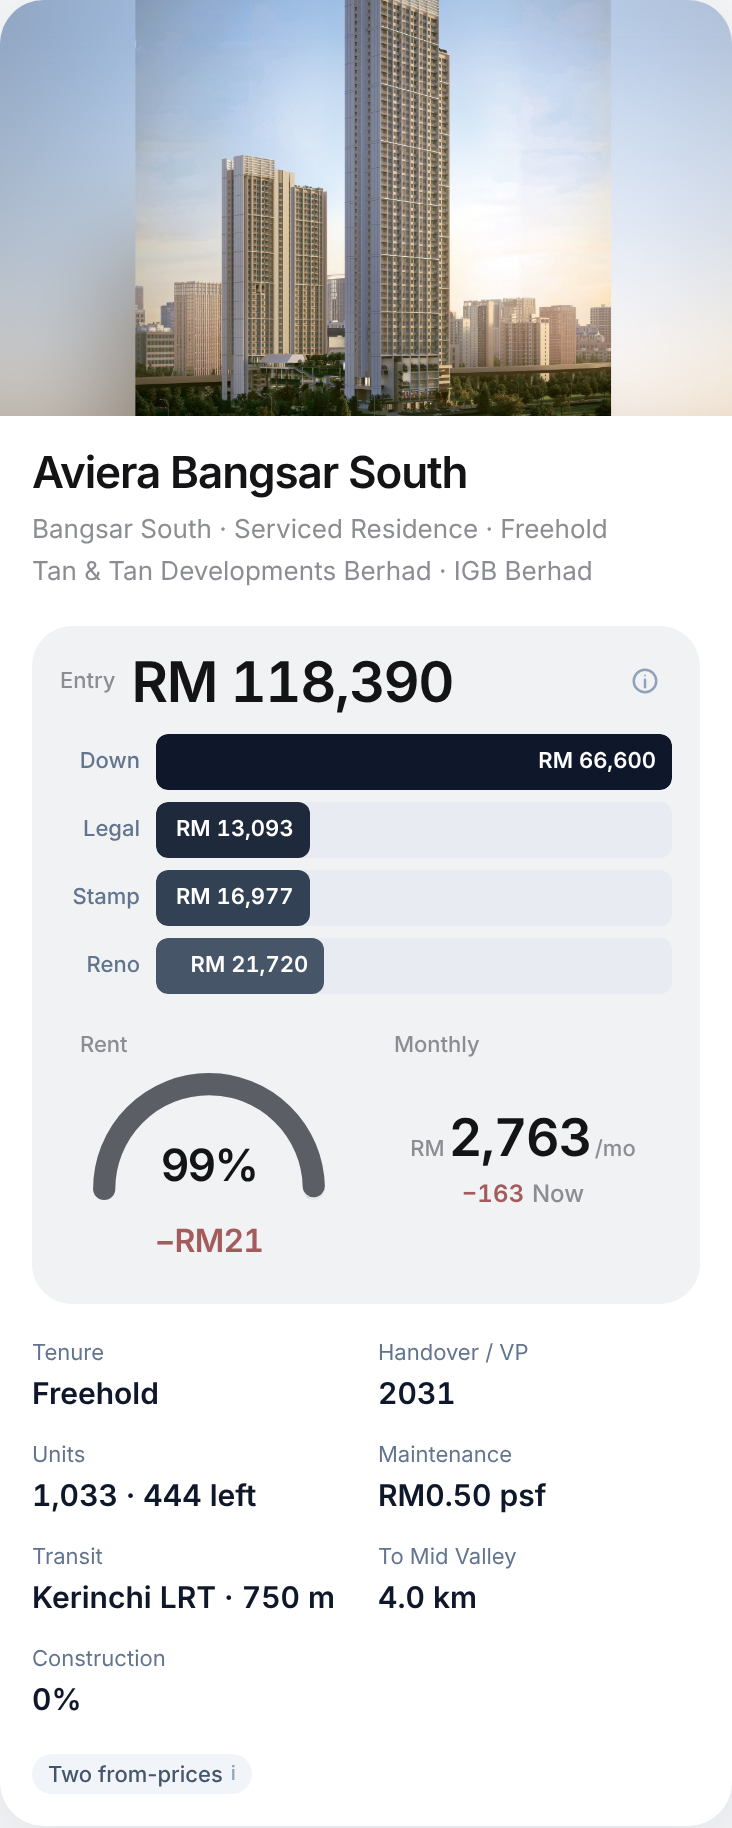 Aviera Bangsar South
Bangsar South · Serviced Residence · Freehold
Tan & Tan Developments Berhad · IGB Berhad
Entry RM 118,390
Down RM 66,600
Legal RM 13,093
Stamp RM 16,977
Reno RM 21,720
Rent Monthly
99%
RM 2,763 /mo
−163 Now
−RM21
Tenure Handover / VP
Freehold 2031
Units Maintenance
1,033 · 444 left RM0.50 psf
Transit To Mid Valley
Kerinchi LRT · 750 m 4.0 km
Construction
0%
Two from-prices i